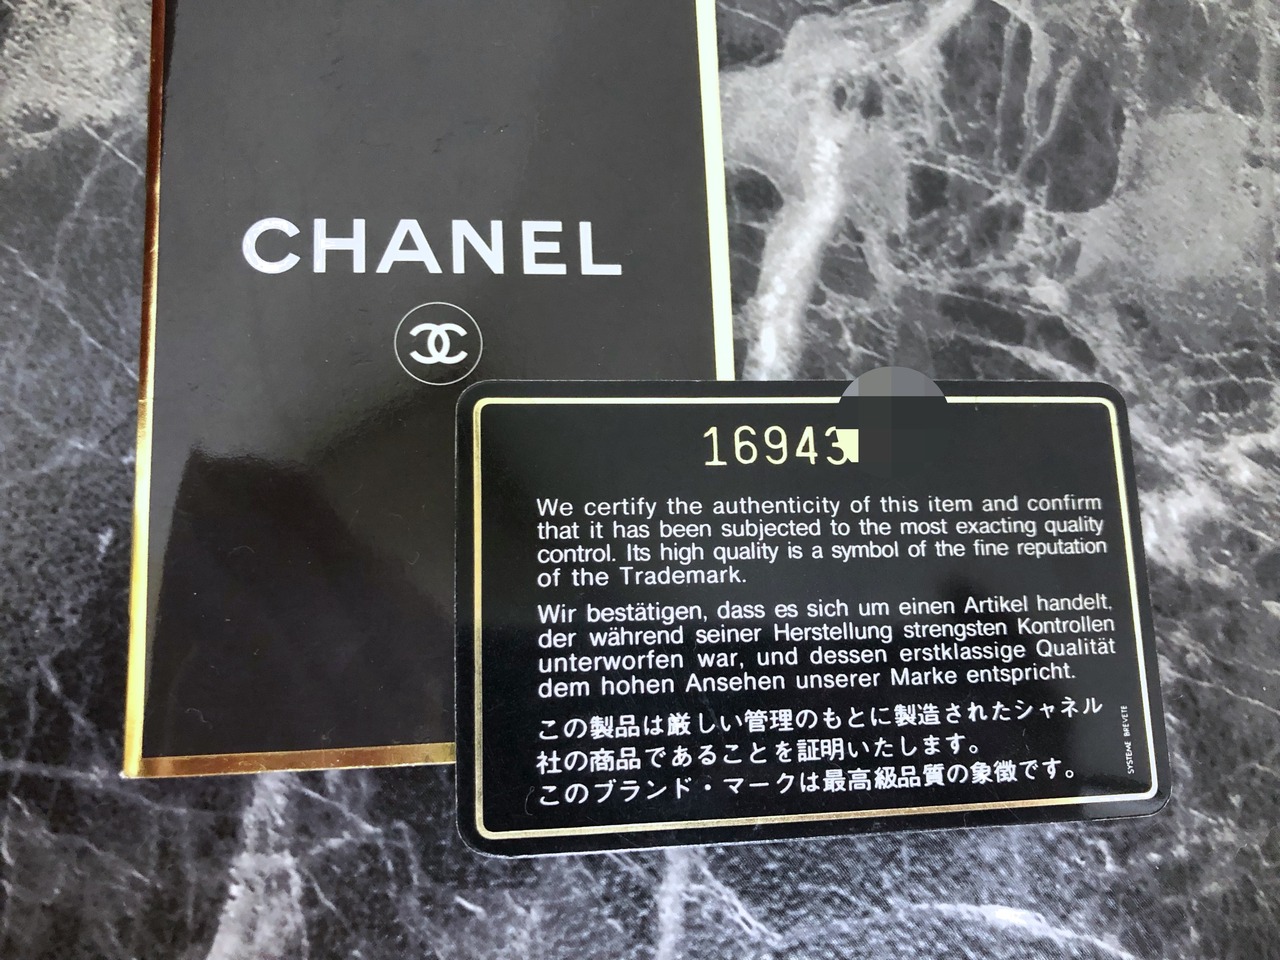 CHANEL
16943
We certify the authenticity of this item and confirm
that it has been subjected to the most exacting quality
control. Its high quality is a symbol of the fine reputation
of the Trademark.
Wir bestätigen, dass es sich um einen Artikel handelt,
der während seiner Herstellung strengsten Kontrollen
unterworfen war, und dessen erstklassige Qualität
dem hohen Ansehen unserer Marke entspricht.
この製品は厳しい管理のもとに製造されたシャネル
社の商品であることを証明いたします。
このブランド・マークは最高級品質の象徴です。
SYSTEME BREVETE